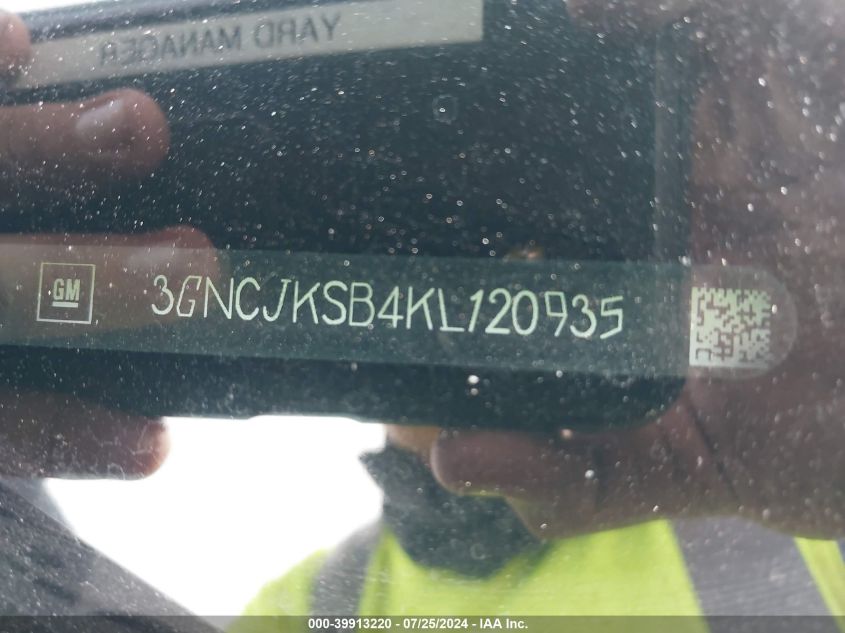 YARD MANAGER
GM 3GNCJKSB4KL120935
000-39913220 - 07/25/2024 - IAA Inc.